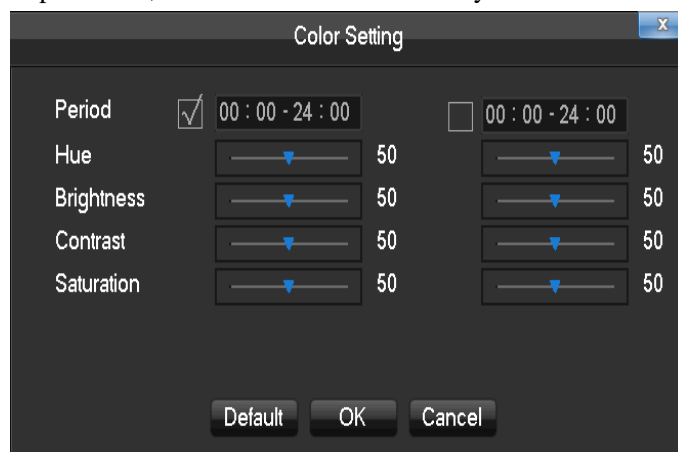 Color Setting
x
Period 00 : 00 - 24 : 00 00 : 00 - 24 : 00
Hue 50 50
Brightness 50 50
Contrast 50 50
Saturation 50 50
Default OK Cancel